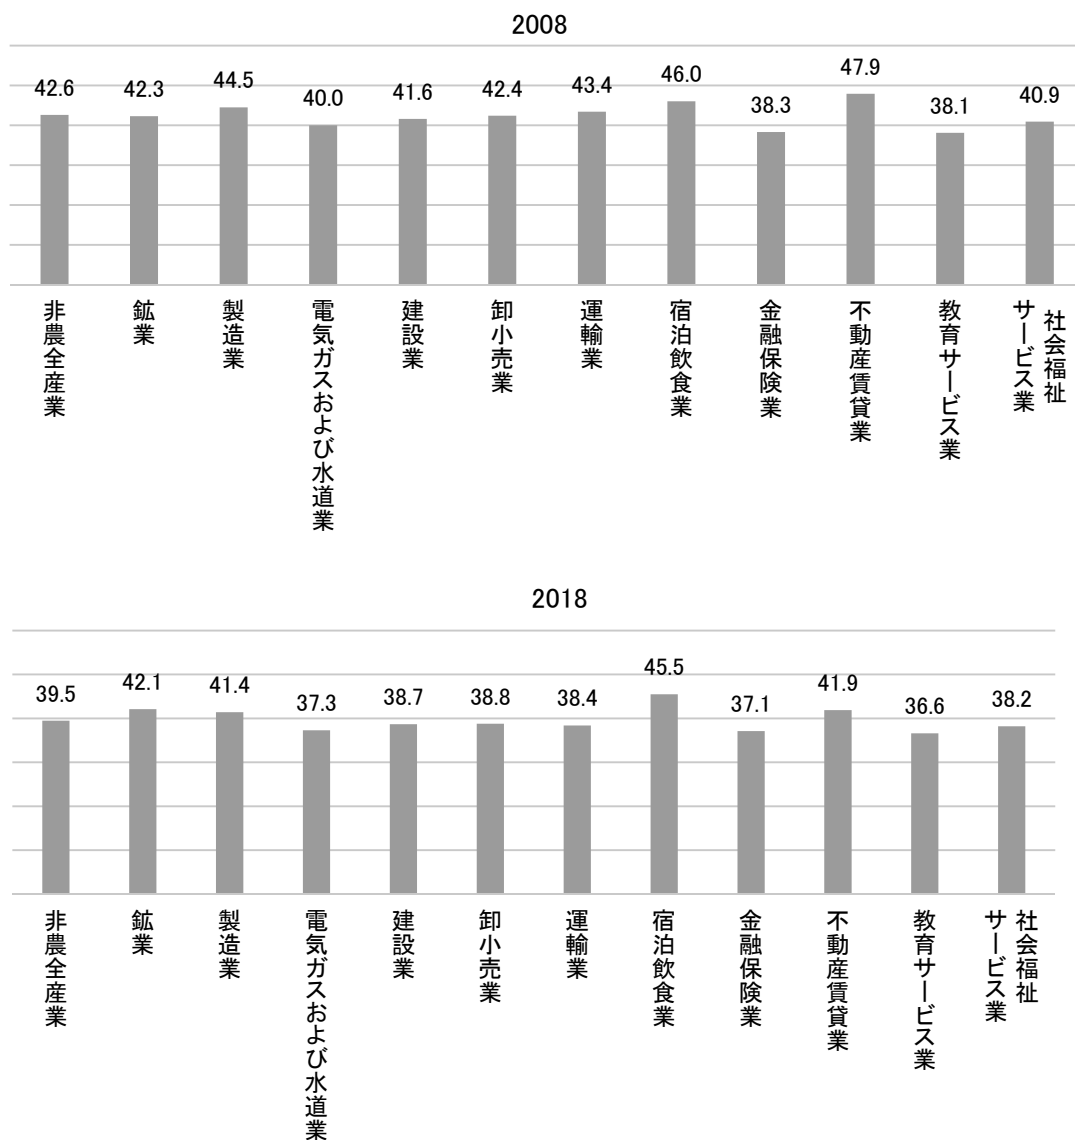 2008
42.6
42.3
44.5
40.0
41.6
42.4
43.4
46.0
38.3
47.9
38.1
40.9
非農全産業
鉱業
製造業
電気ガスおよび水道業
建設業
卸小売業
運輸業
宿泊飲食業
金融保険業
不動産賃貸業
教育サービス業
社会福祉
サービス業
2018
39.5
42.1
41.4
37.3
38.7
38.8
38.4
45.5
37.1
41.9
36.6
38.2
非農全産業
鉱業
製造業
電気ガスおよび水道業
建設業
卸小売業
運輸業
宿泊飲食業
金融保険業
不動産賃貸業
教育サービス業
社会福祉
サービス業